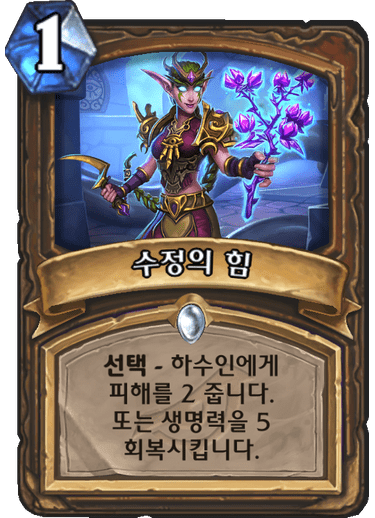 1
수정의 힘
선택 - 하수인에게
피해를 2 줍니다.
또는 생명력을 5
회복시킵니다.